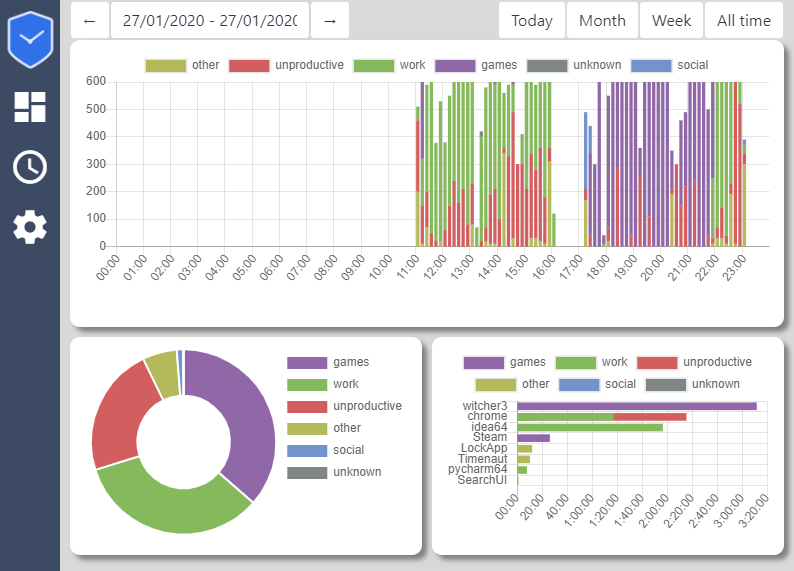 ← 27/01/2020 - 27/01/2020 → Today Month Week All time
other unproductive work games unknown social
600
500
400
300
200
100
0
00:00 01:00 02:00 03:00 04:00 05:00 06:00 07:00 08:00 09:00 10:00 11:00 12:00 13:00 14:00 15:00 16:00 17:00 18:00 19:00 20:00 21:00 22:00 23:00
games
work
unproductive
other
social
unknown
games work unproductive
other social unknown
witcher3
chrome
idea64
Steam
LockApp
Timenaut
pycharm64
SearchUI
00:00 20:00 40:00 1:00:00 1:20:00 1:40:00 2:00:00 2:20:00 2:40:00 3:00:00 3:20:00